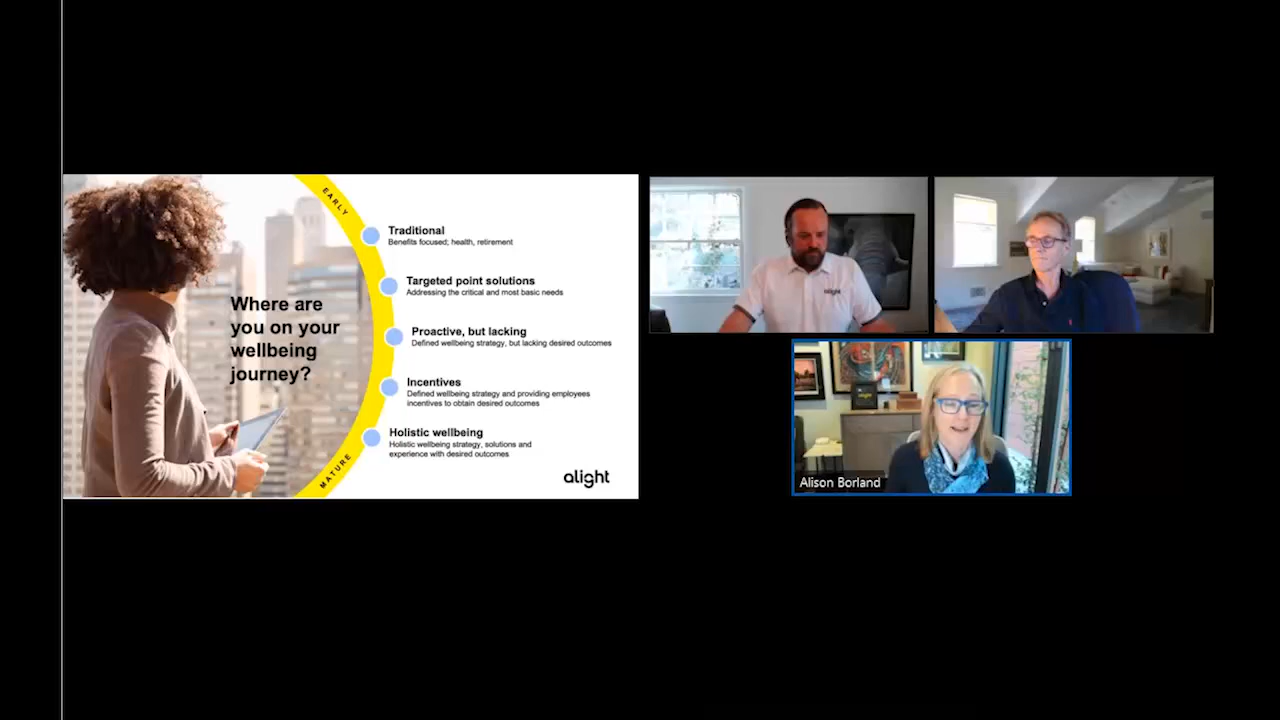 EARLY
Where are
you on your
wellbeing
journey?
MATURE
Traditional
Benefits focused; health, retirement
Targeted point solutions
Addressing the critical and most basic needs
Proactive, but lacking
Defined wellbeing strategy, but lacking desired outcomes
Incentives
Defined wellbeing strategy and providing employees
incentives to obtain desired outcomes
Holistic wellbeing
Holistic wellbeing strategy, solutions and
experience with desired outcomes
alight
alight
Alison Borland